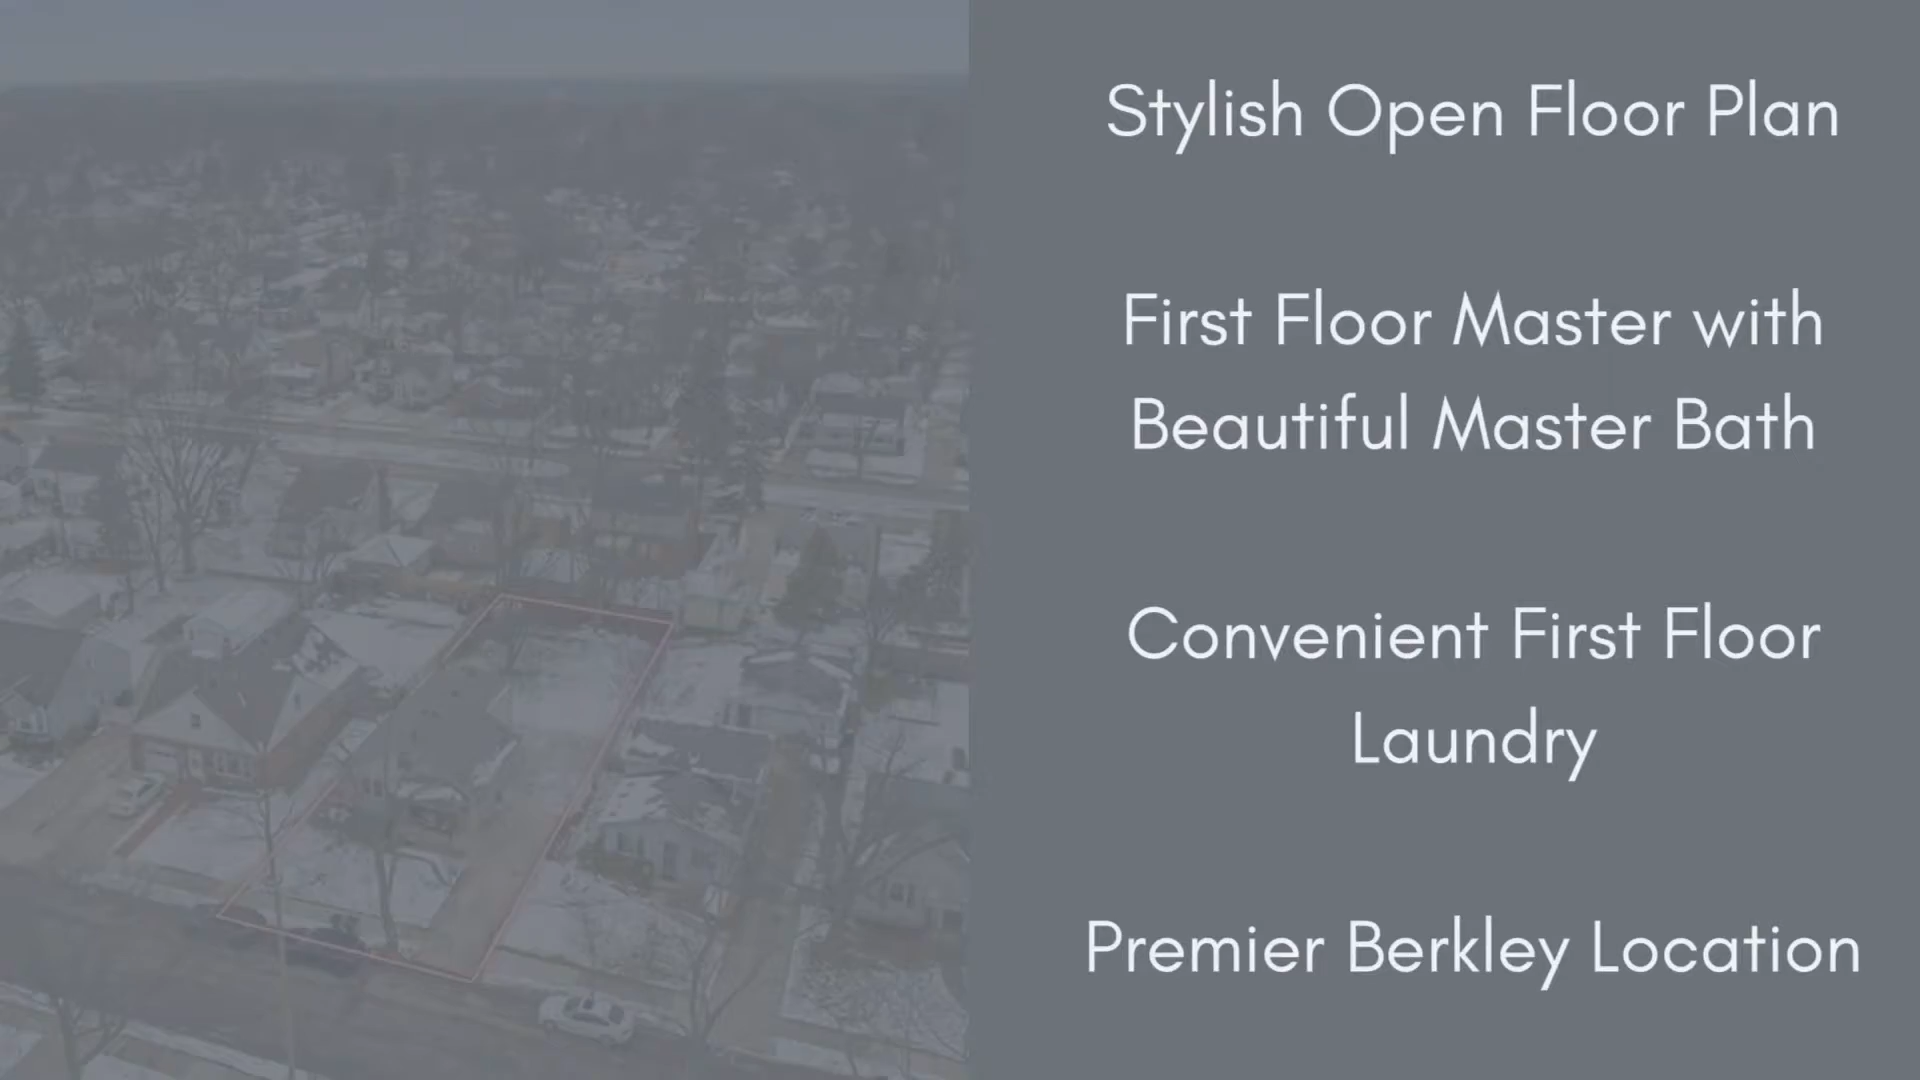 Stylish Open Floor Plan
First Floor Master with
Beautiful Master Bath
Convenient First Floor
Laundry
Premier Berkley Location